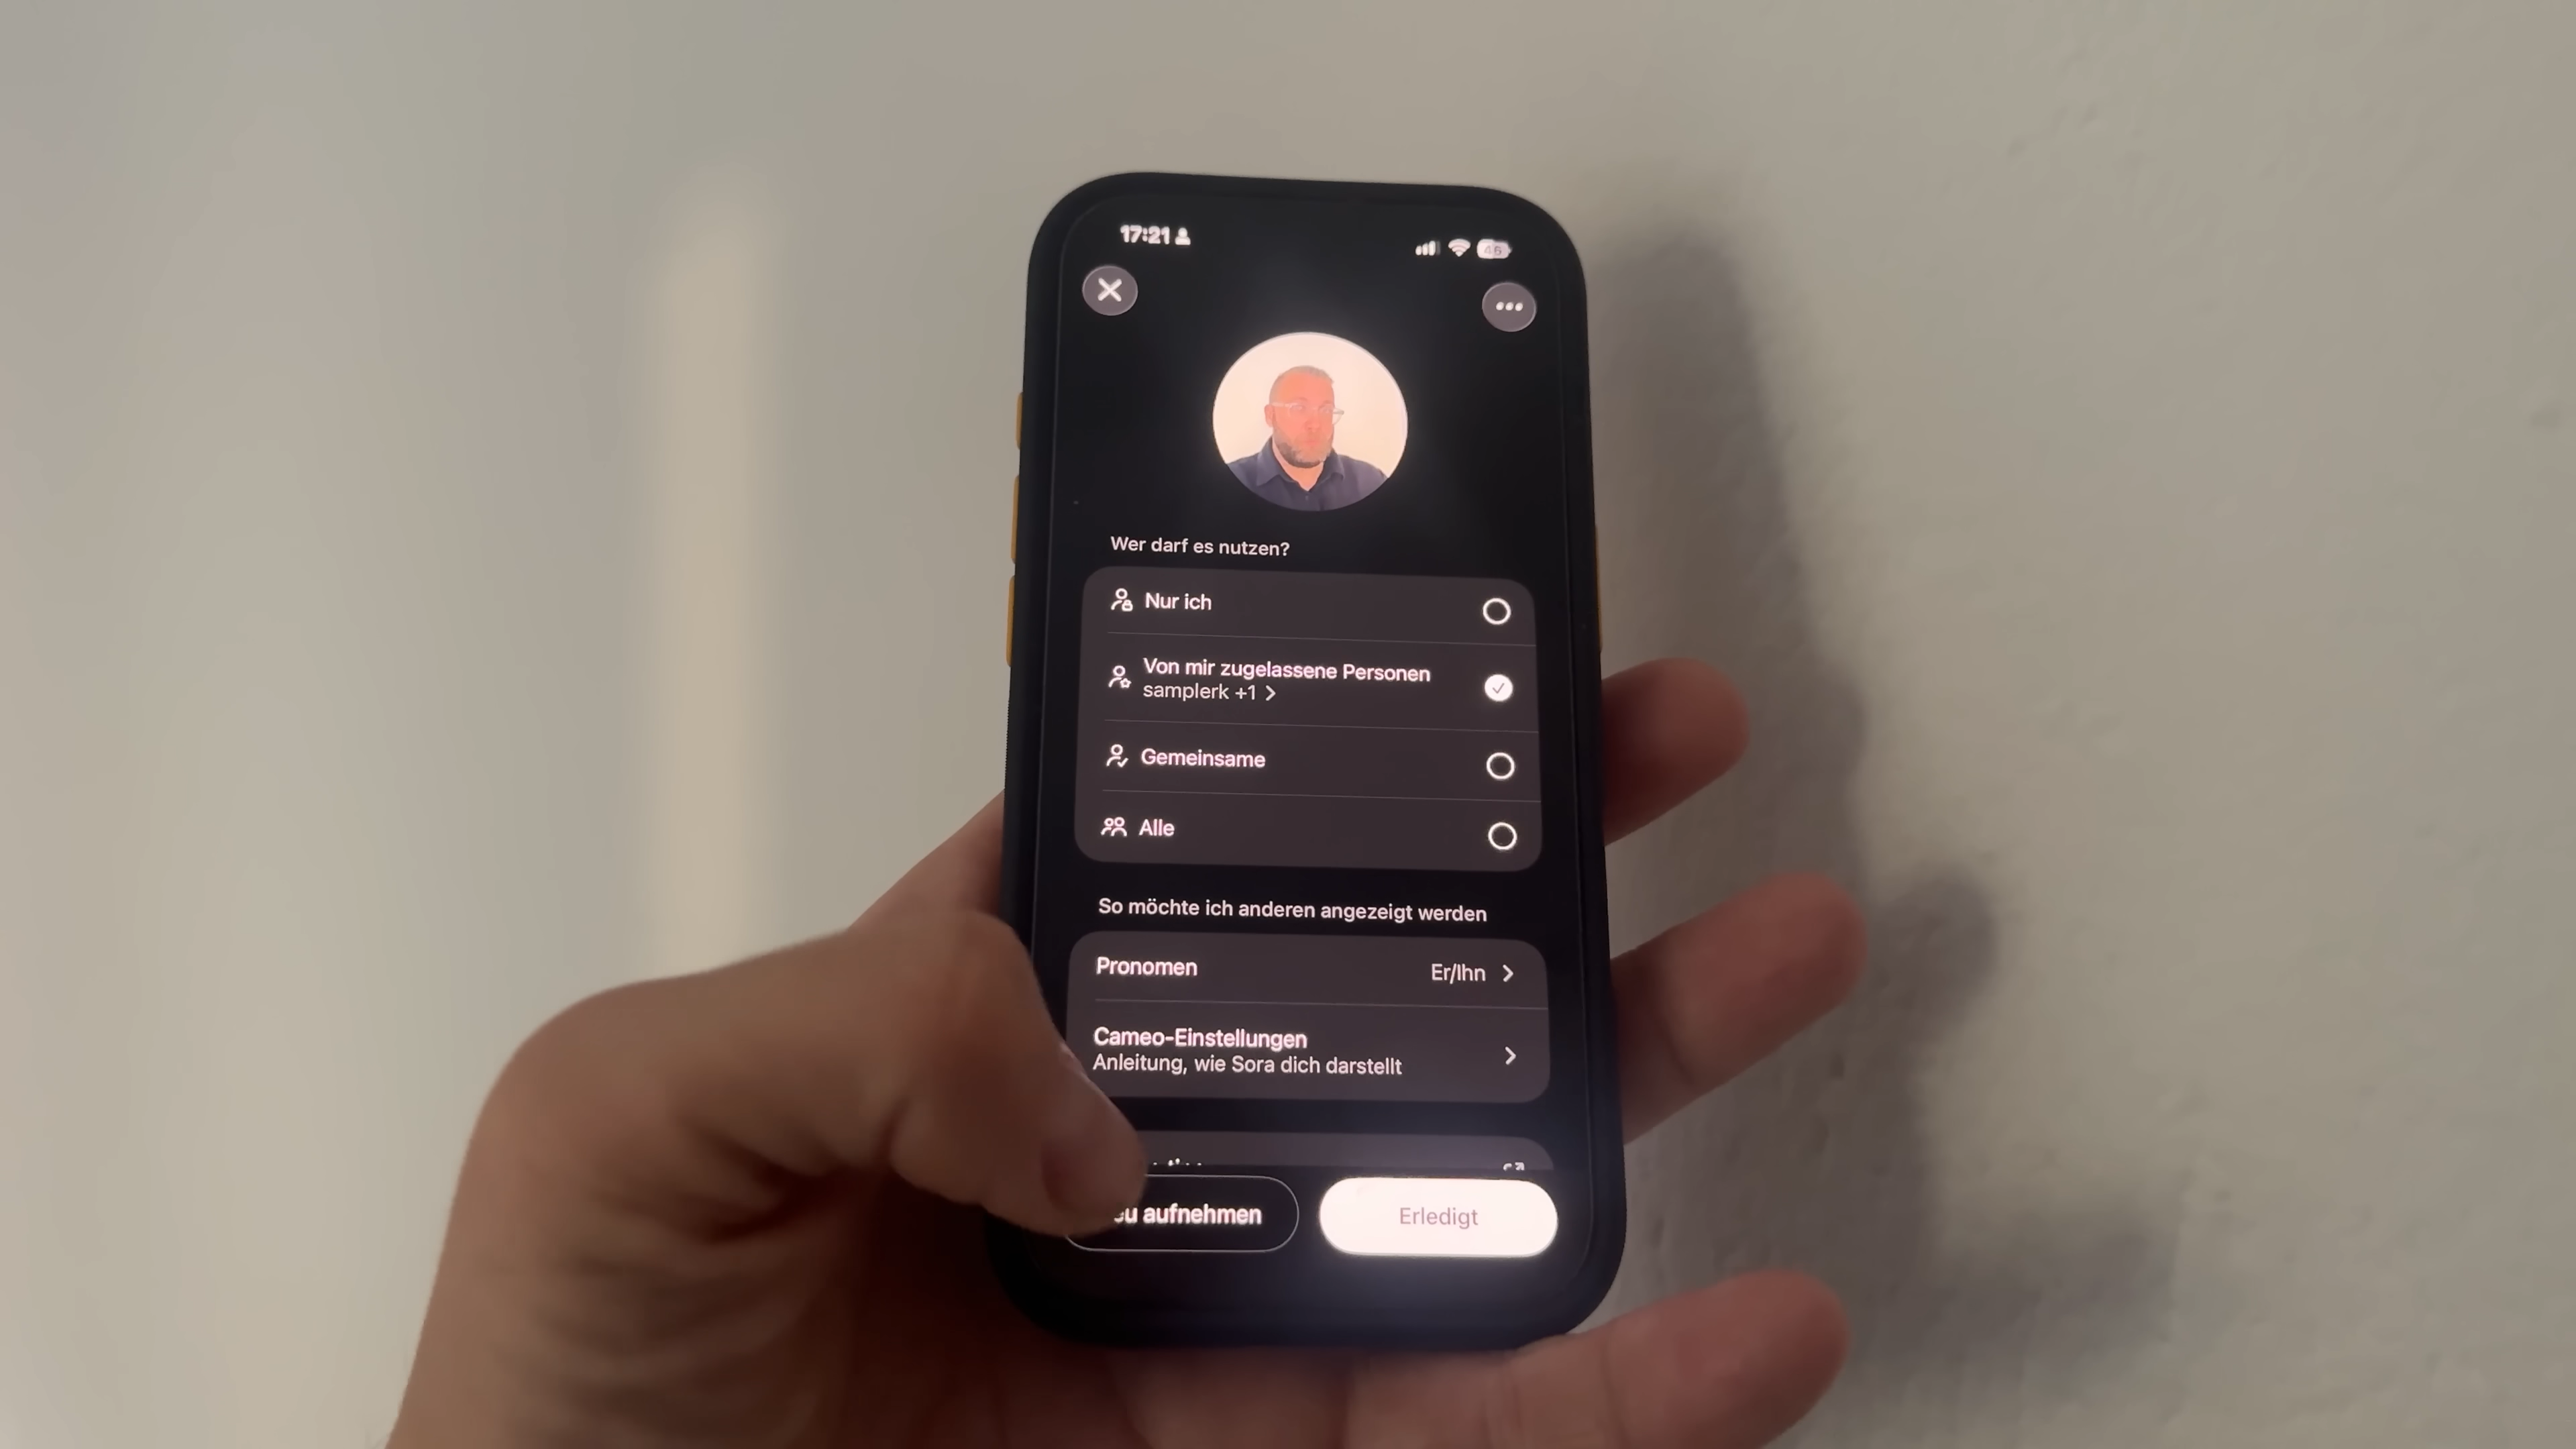 17:21
46
Wer darf es nutzen?
Nur ich
Von mir zugelassene Personen
samplerk +1
Gemeinsame
Alle
So möchte ich anderen angezeigt werden
Pronomen
Er/Ihn
Cameo-Einstellungen
Anleitung, wie Sora dich darstellt
aufnehmen
Erledigt